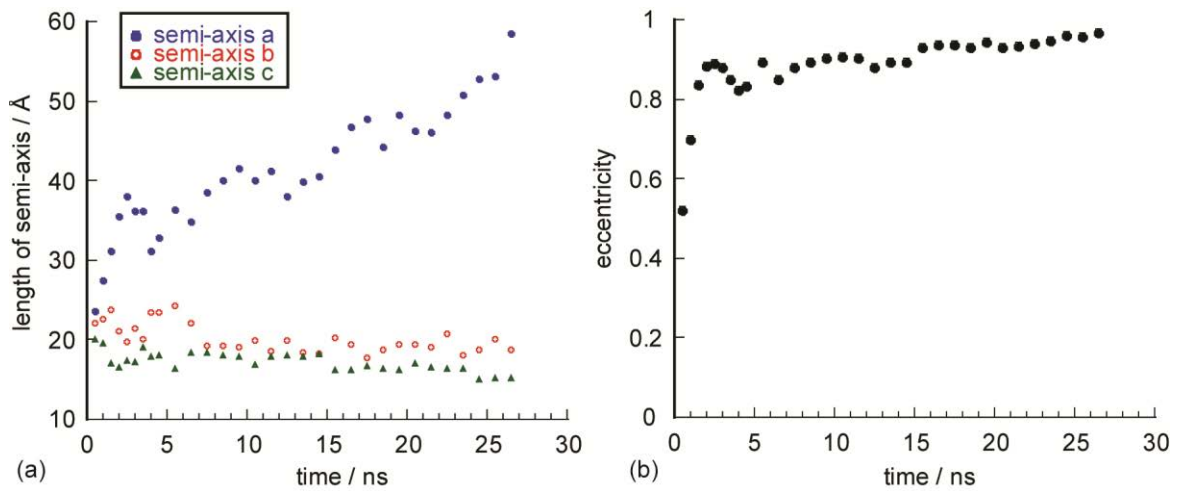 60
50
40
30
20
10
length of semi-axis / Å
semi-axis a
semi-axis b
semi-axis c
0 5 10 15 20 25 30
(a) time / ns
1
0.8
0.6
0.4
0.2
0
eccentricity
0 5 10 15 20 25 30
(b) time / ns